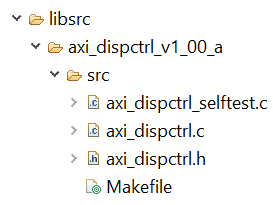 libsrc
axi_dispctrl_v1_00_a
src
axi_dispctrl_selftest.c
axi_dispctrl.c
axi_dispctrl.h
Makefile